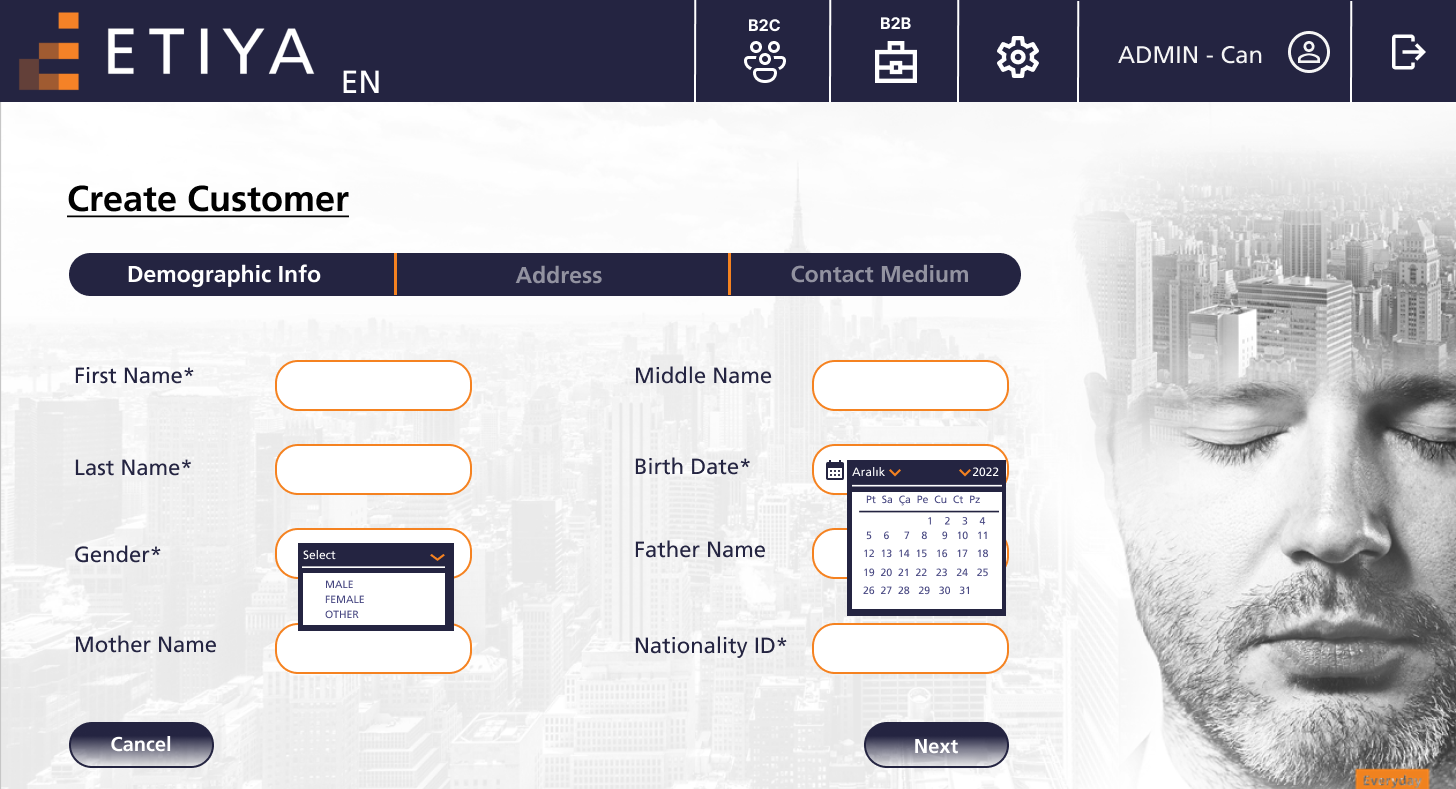 ETIYA
EN
B2C
B2B
ADMIN - Can
Create Customer
Demographic Info
Address
Contact Medium
First Name*
Middle Name
Last Name*
Birth Date*
Aralık
2022
Pt Sa Ça Pe Cu Ct Pz
1 2 3 4
5 6 7 8 9 10 11
12 13 14 15 16 17 18
19 20 21 22 23 24 25
26 27 28 29 30 31
Gender*
Select
MALE
FEMALE
OTHER
Father Name
Mother Name
Nationality ID*
Cancel
Next